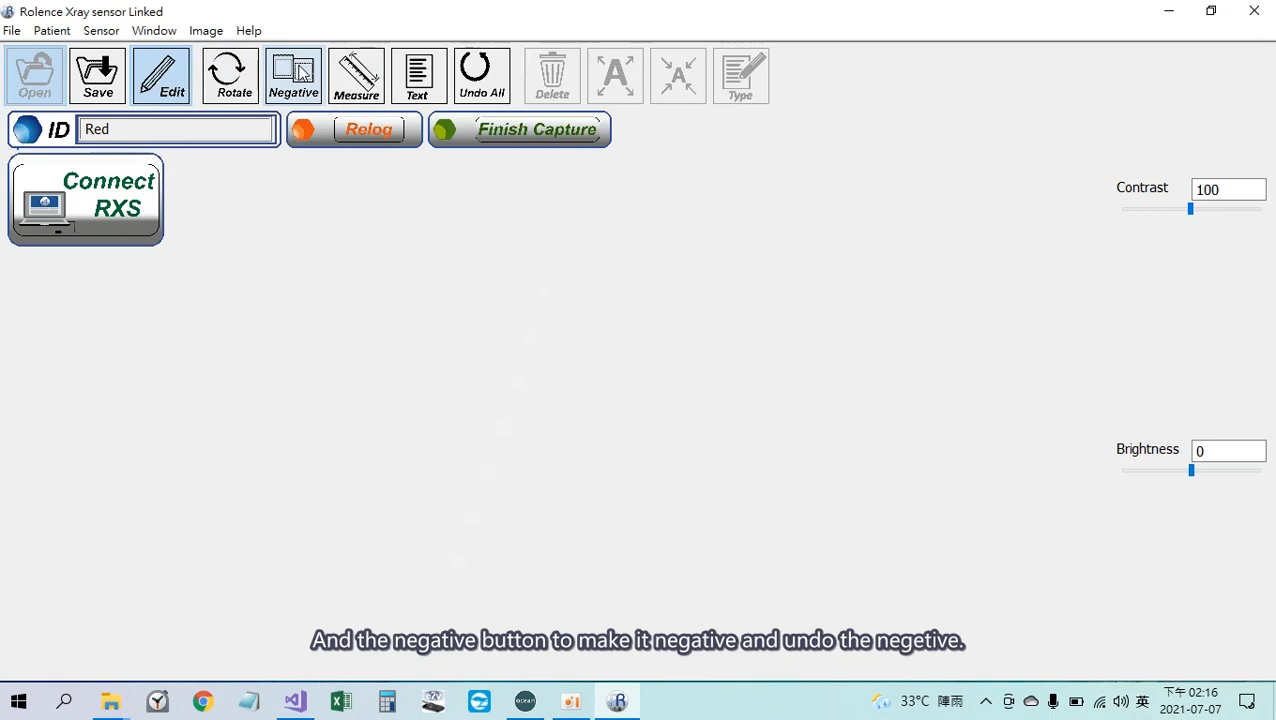 Rolence Xray sensor Linked
File Patient Sensor Window Image Help
Open Save Edit Rotate Negative Measure Text Undo All Delete A A Type
ID Red Relog Finish Capture
Connect
RXS
Contrast 100
Brightness 0
And the negative button to make it negative and undo the negetive.
ocean 33°C 陣雨 英 下午 02:16
2021-07-07